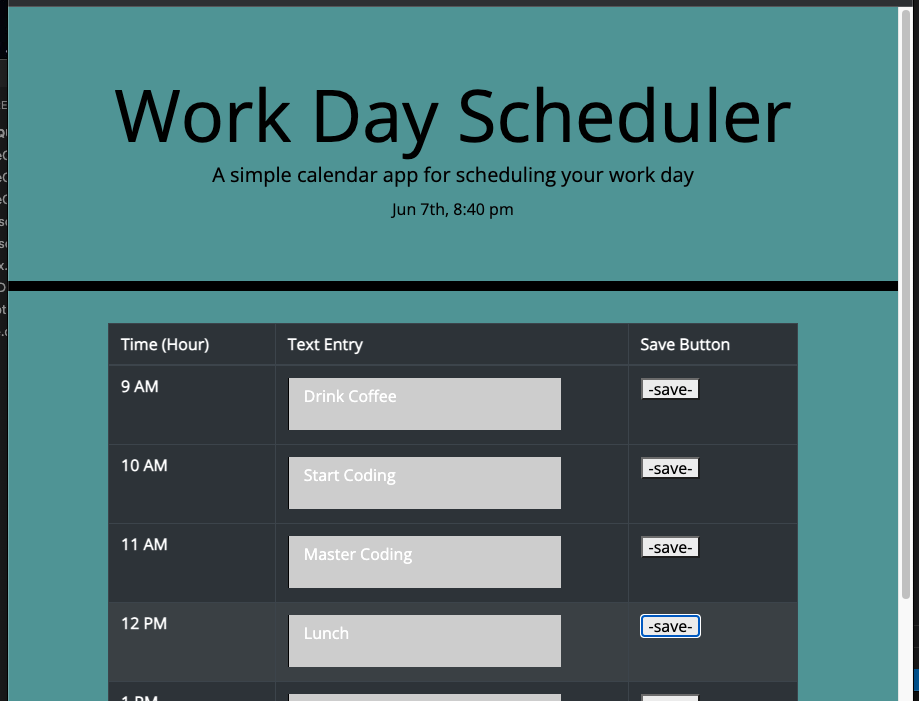 Work Day Scheduler
A simple calendar app for scheduling your work day
Jun 7th, 8:40 pm
Time (Hour) Text Entry Save Button
9 AM Drink Coffee -save-
10 AM Start Coding -save-
11 AM Master Coding -save-
12 PM Lunch -save-
1 PM